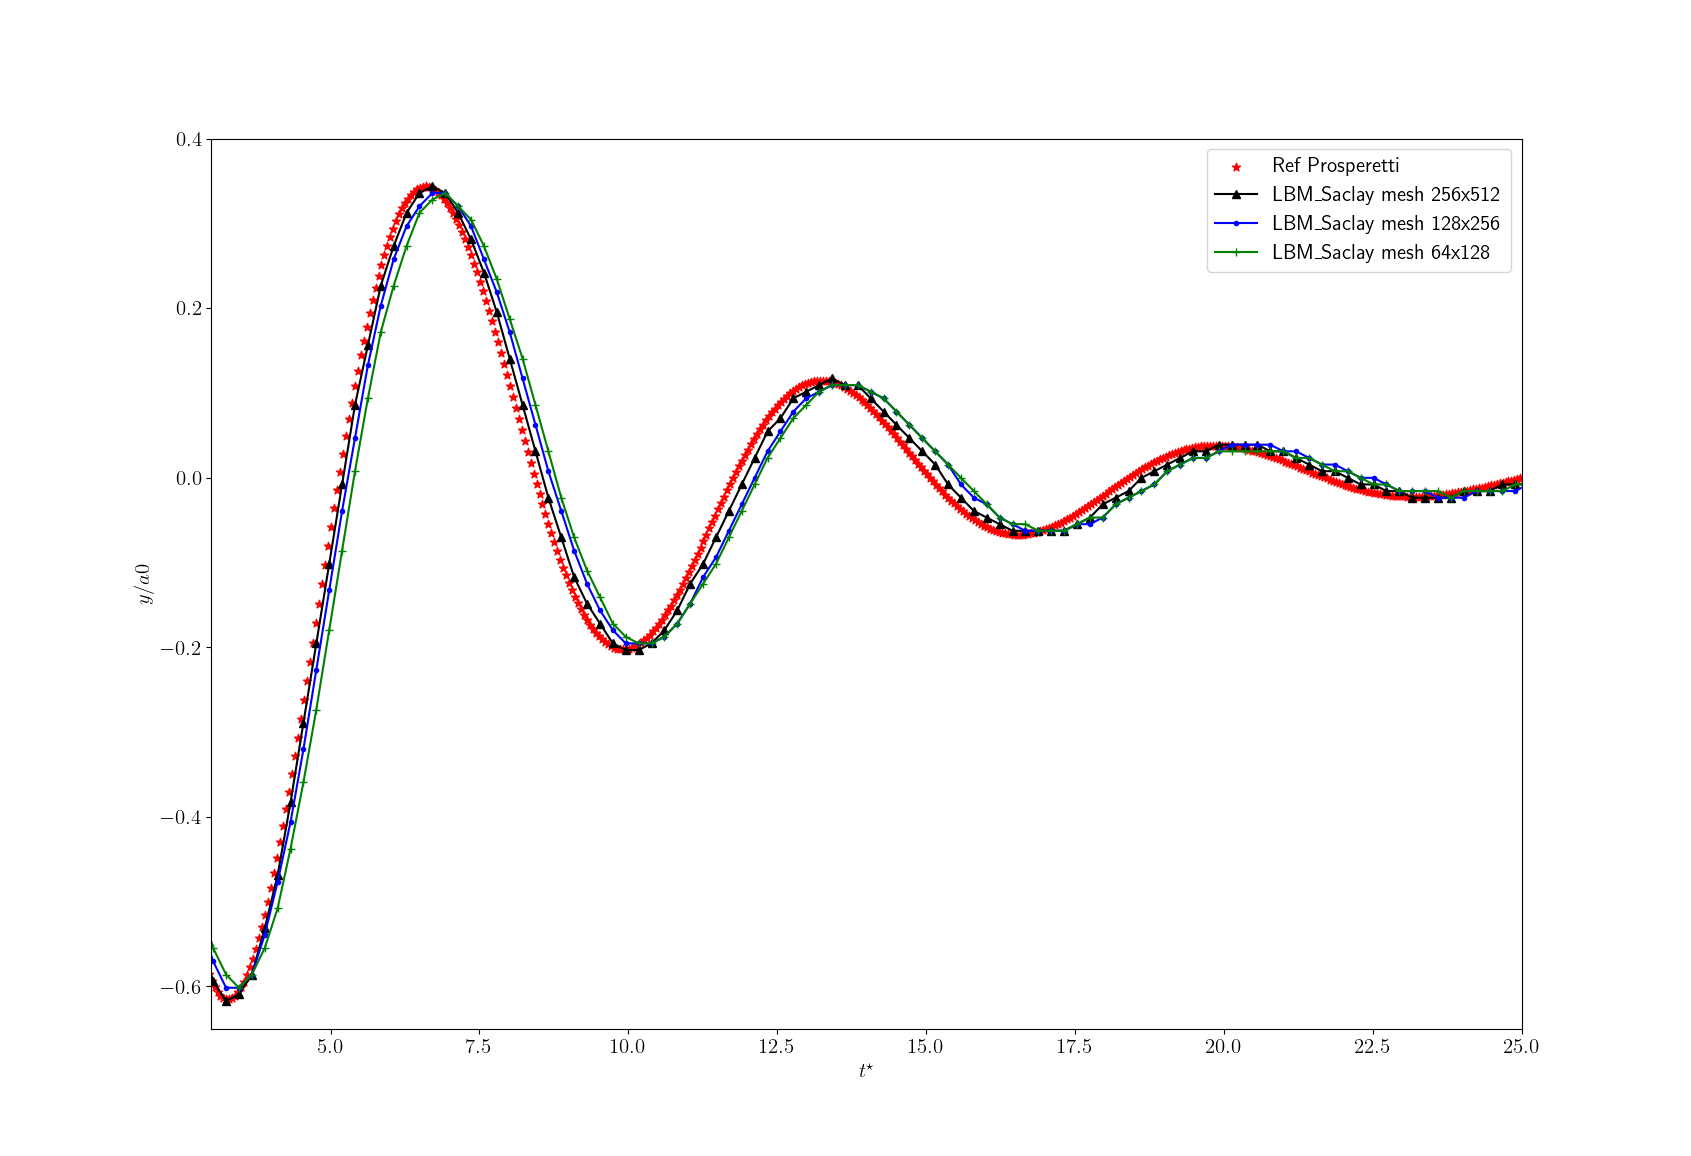 0.4
0.2
0.0
−0.2
−0.4
−0.6
y/a0
5.0 7.5 10.0 12.5 15.0 17.5 20.0 22.5 25.0
t⋆
Ref Prosperetti
LBM_Saclay mesh 256x512
LBM_Saclay mesh 128x256
LBM_Saclay mesh 64x128